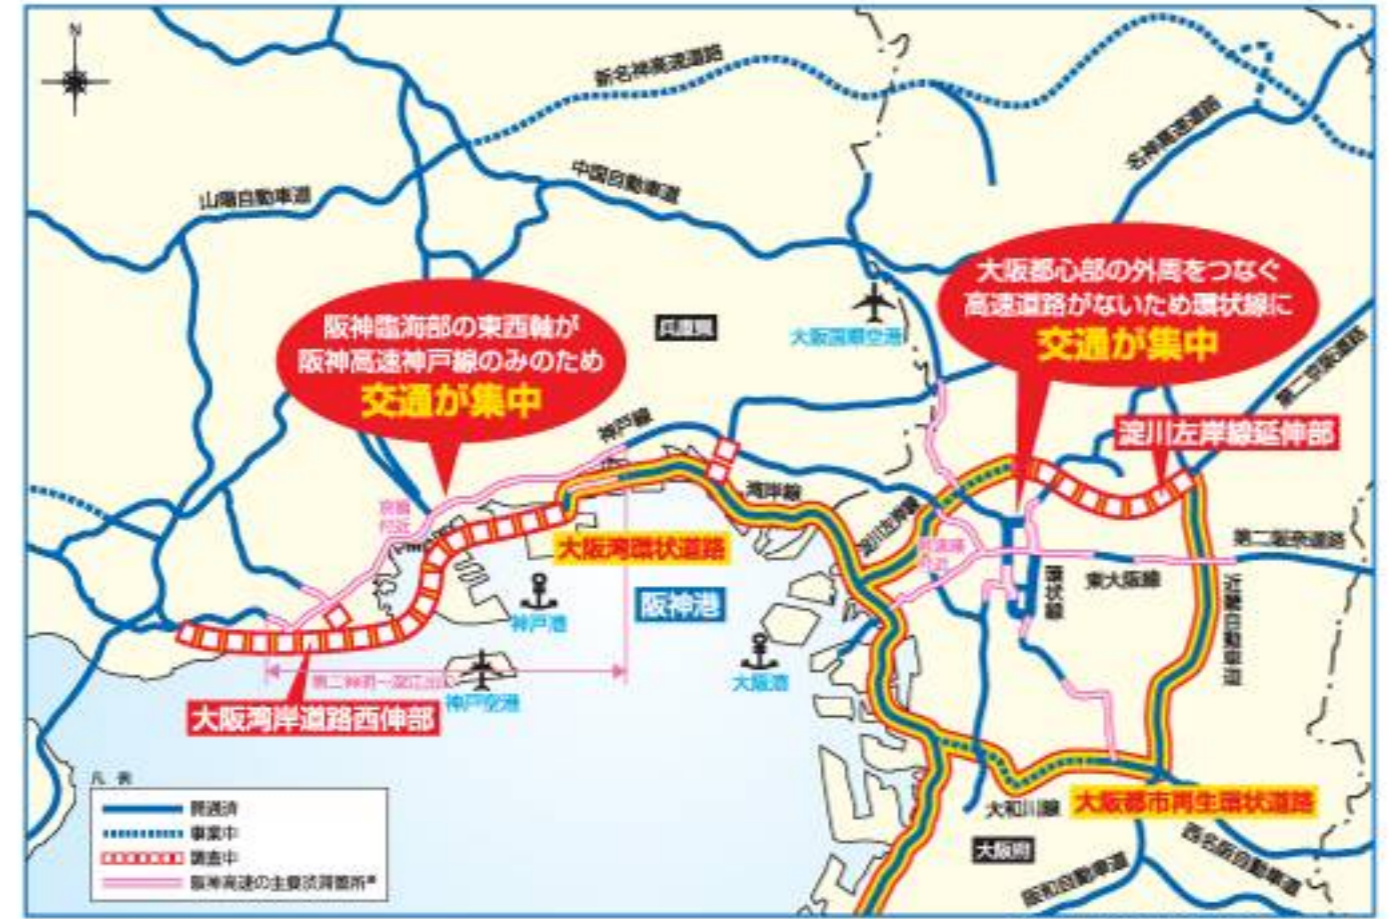 N
新名神高速道路
名神高速道路
中国自動車道
山陽自動車道
大阪都心部の外周をつなぐ
高速道路がないため環状線に
交通が集中
阪神臨海部の東西軸が
阪神高速神戸線のみのため
交通が集中
兵庫県
大阪国際空港
第二京阪道路
淀川左岸線延伸部
神戸線
湾岸線
淀川左岸線
京橋
付近
大阪湾環状道路
第二阪奈道路
東大阪線
環状線
近畿自動車道
阪神港
神戸港
大阪港
第二神明~深江
神戸空港
大阪湾岸道路西伸部
大和川線
大阪都市再生環状道路
大阪府
西名阪自動車道
阪和自動車道
凡例
開通済
事業中
調査中
阪神高速の主要渋滞箇所※